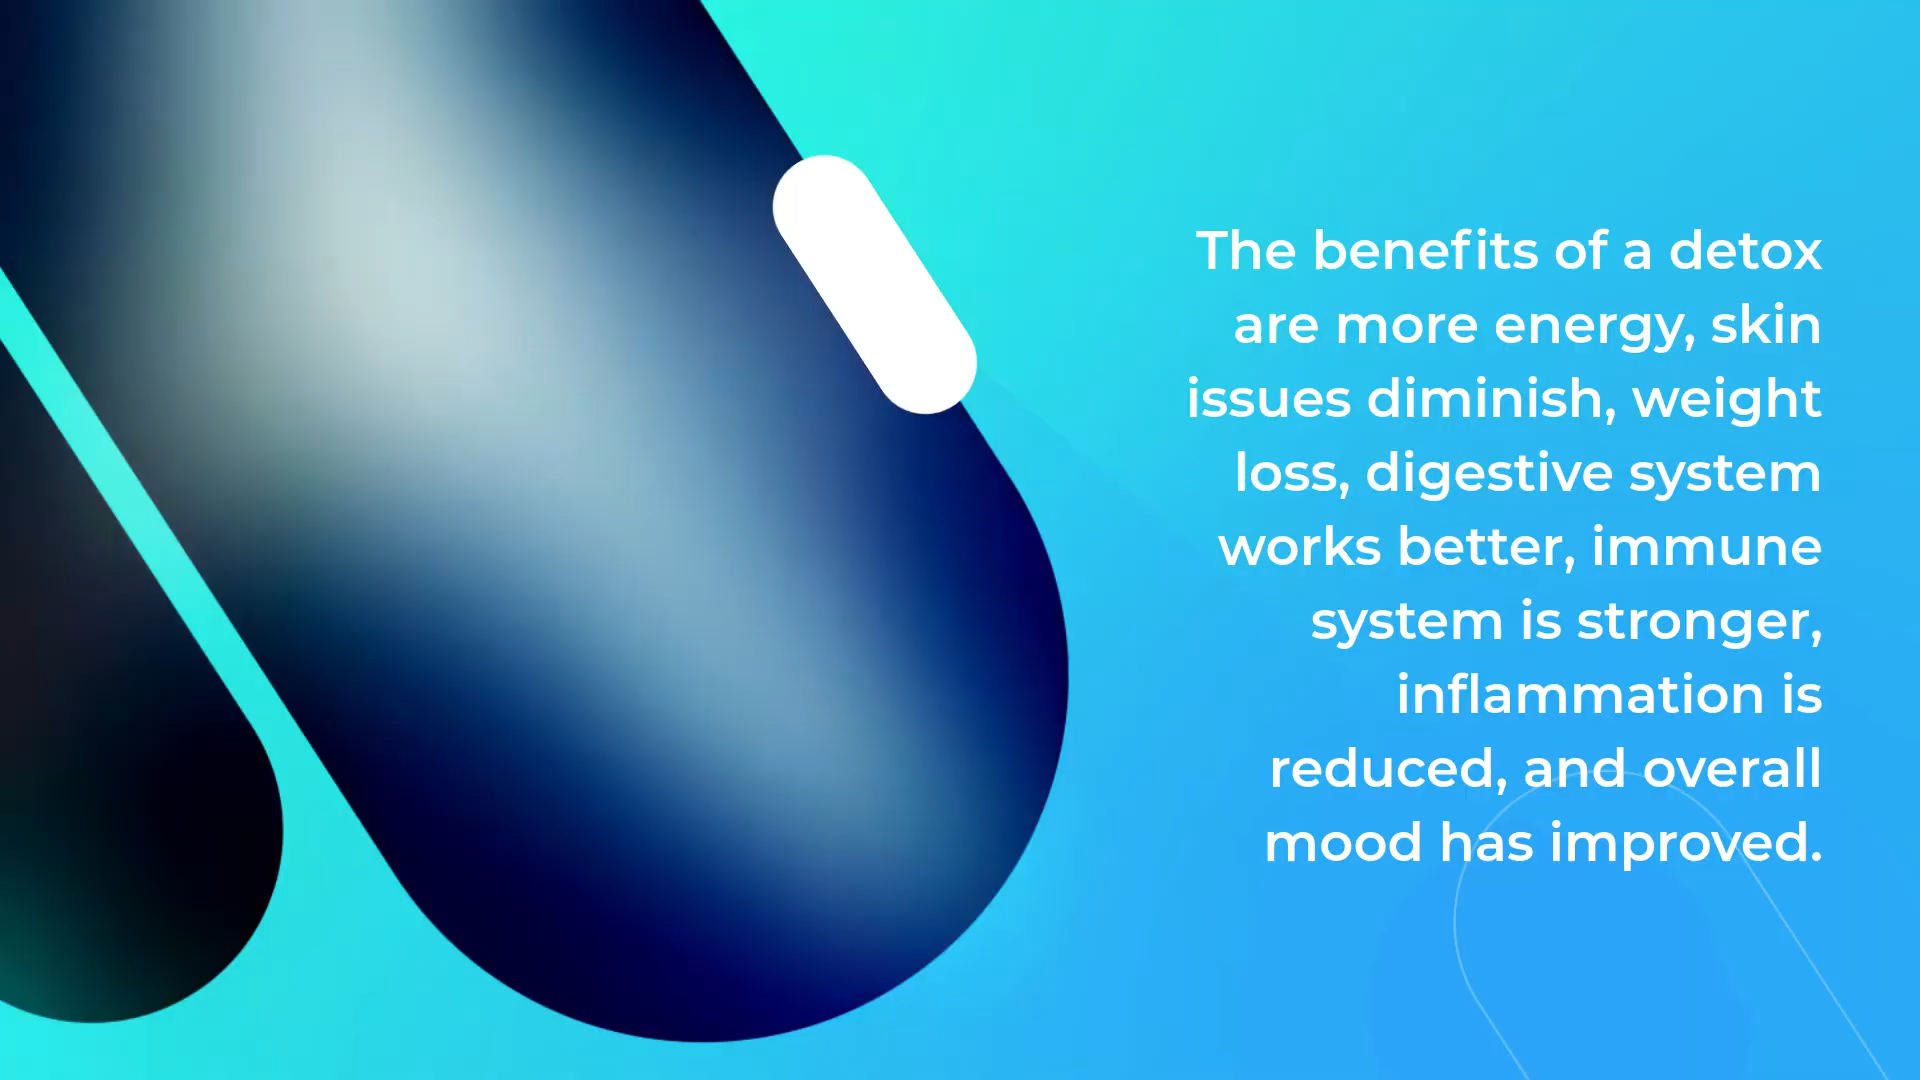 The benefits of a detox
are more energy, skin
issues diminish, weight
loss, digestive system
works better, immune
system is stronger,
inflammation is
reduced, and overall
mood has improved.